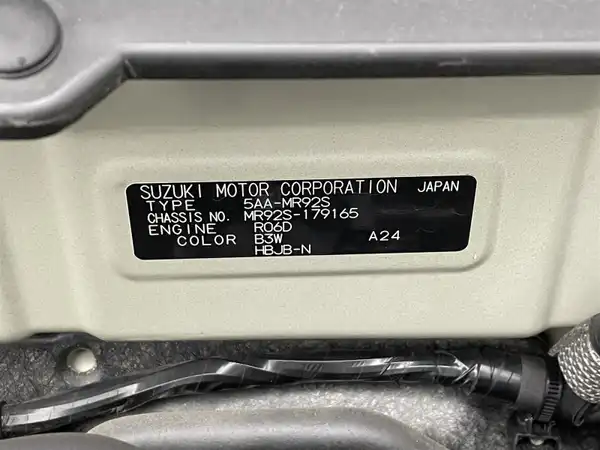 SUZUKI MOTOR CORPORATION JAPAN
TYPE 5AA-MR92S
CHASSIS NO. MR92S-179165
ENGINE R06D
COLOR B3W A24
HBJB-N